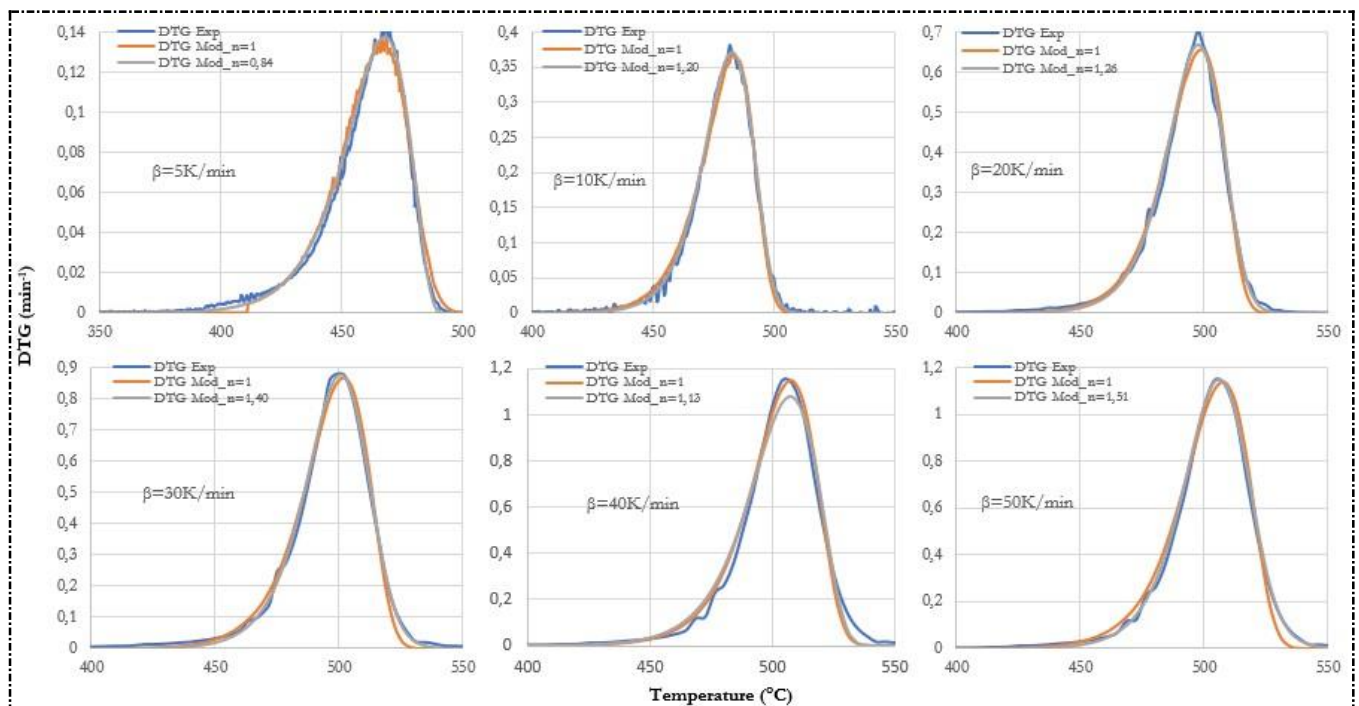 DTG (min⁻¹)
0,14
0,12
0,1
0,08
0,06
0,04
0,02
0
DTG Exp
DTG Mod_n=1
DTG Mod_n=0,84
β=5K/min
350 400 450 500
0,4
0,35
0,3
0,25
0,2
0,15
0,1
0,05
0
DTG Exp
DTG Mod_n=1
DTG Mod_n=1,20
β=10K/min
400 450 500 550
0,7
0,6
0,5
0,4
0,3
0,2
0,1
0
DTG Exp
DTG Mod_n=1
DTG Mod_n=1,26
β=20K/min
400 450 500 550
0,9
0,8
0,7
0,6
0,5
0,4
0,3
0,2
0,1
0
DTG Exp
DTG Mod_n=1
DTG Mod_n=1,40
β=30K/min
400 450 500 550
1,2
1
0,8
0,6
0,4
0,2
0
DTG Exp
DTG Mod_n=1
DTG Mod_n=1,13
β=40K/min
400 450 500 550
1,2
1
0,8
0,6
0,4
0,2
0
DTG Exp
DTG Mod_n=1
DTG Mod_n=1,51
β=50K/min
400 450 500 550
Temperature (°C)